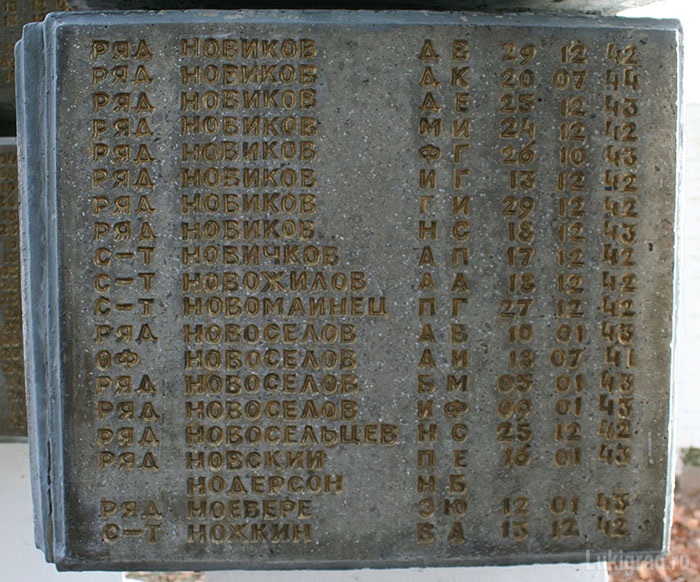 РЯД НОВИКОВ Д Е 29 12 42
РЯД НОВИКОВ Д К 20 07 44
РЯД НОВИКОВ Д Е 25 12 43
РЯД НОВИКОВ М И 24 12 42
РЯД НОВИКОВ Ф Г 26 10 43
РЯД НОВИКОВ И Г 13 12 42
РЯД НОВИКОВ Г И 29 12 42
РЯД НОВИКОВ Н С 18 12 43
С-Т НОВИЧКОВ А П 17 12 42
С-Т НОВОЖИЛОВ А А 18 12 42
С-Т НОВОМАИНЕЦ П Г 27 12 42
РЯД НОВОСЕЛОВ А Б 10 01 43
ОФ НОВОСЕЛОВ А И 18 07 41
РЯД НОВОСЕЛОВ Б М 05 01 43
РЯД НОВОСЕЛОВ И Ф 09 01 43
РЯД НОВОСЕЛЬЦЕВ Н С 25 12 42
РЯД НОВСКИЙ П Е 16 01 43
НОДЕРСОН Н Б
РЯД НОЕВЕРЕ Э Ю 12 01 43
С-Т НОЖКИН В А 13 12 42
Lukigrad.ru